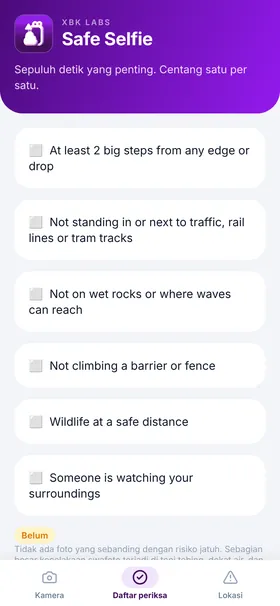 XBK LABS
Safe Selfie
Sepuluh detik yang penting. Centang satu per
satu.
At least 2 big steps from any edge or
drop
Not standing in or next to traffic, rail
lines or tram tracks
Not on wet rocks or where waves
can reach
Not climbing a barrier or fence
Wildlife at a safe distance
Someone is watching your
surroundings
Belum
Tidak ada foto yang sebanding dengan risiko jatuh. Sebagian
Kamera
Daftar periksa
Lokasi